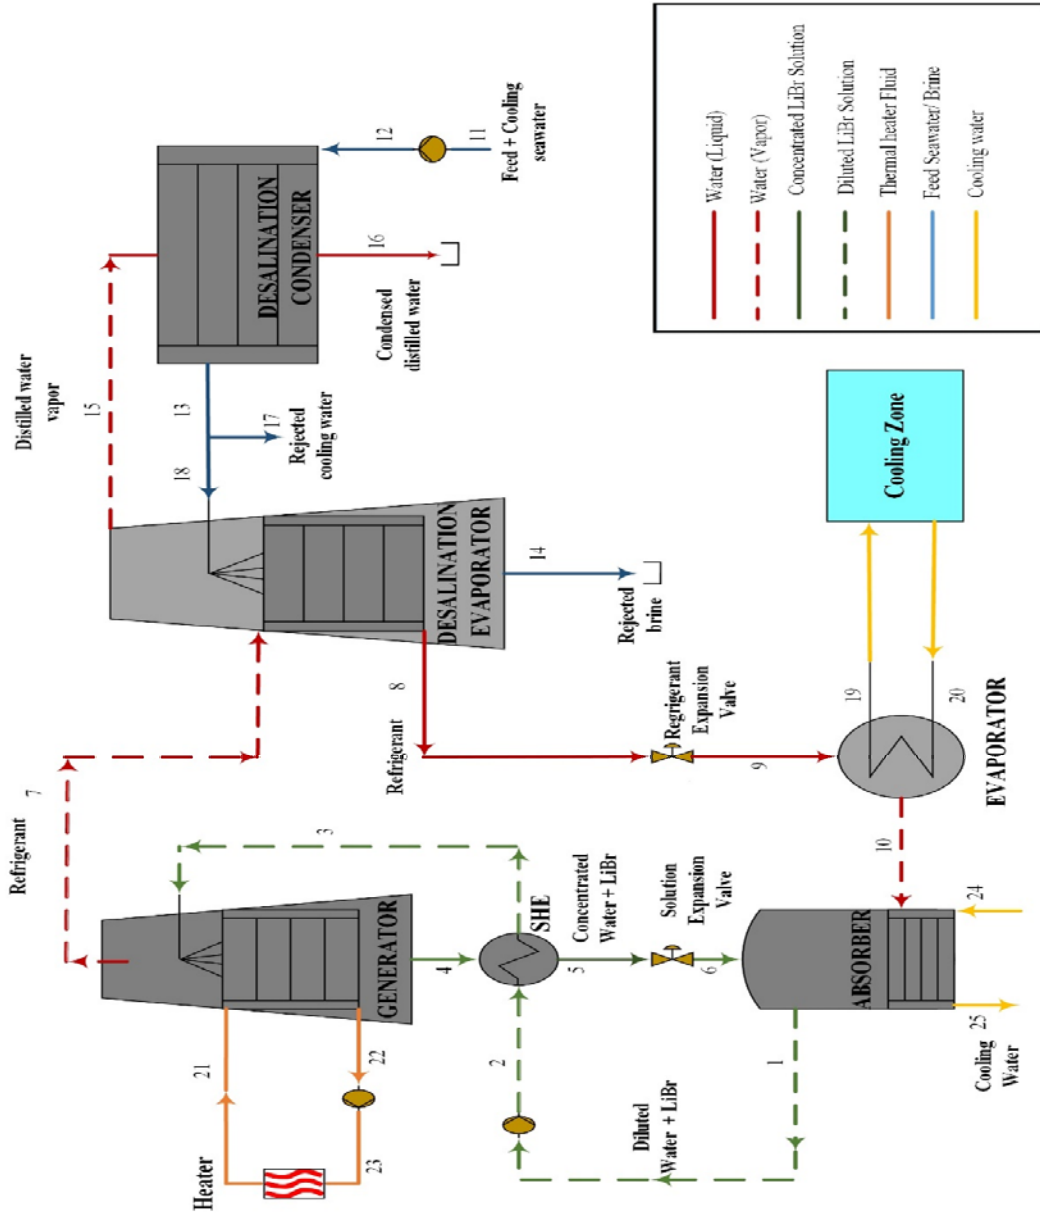 Refrigerant
7
Distilled water
vapor
15
3
21
22
23
Heater
GENERATOR
4
SHE
2
5
Concentrated
Water + LiBr
Solution
Expansion
Valve
6
Diluted
Water + LiBr
1
ABSORBER
10
24
25
Cooling
Water
18
13
17
Rejected
cooling water
DESALINATION
CONDENSER
12
11
Feed + Cooling
seawater
16
Condensed
distilled water
DESALINATION
EVAPORATOR
14
Rejected
brine
8
Refrigerant
Regrigerant
Expansion
Valve
9
19
20
EVAPORATOR
Cooling Zone
Water (Liquid)
Water (Vapor)
Concentrated LiBr Solution
Diluted LiBr Solution
Thermal heater Fluid
Feed Seawater/ Brine
Cooling water